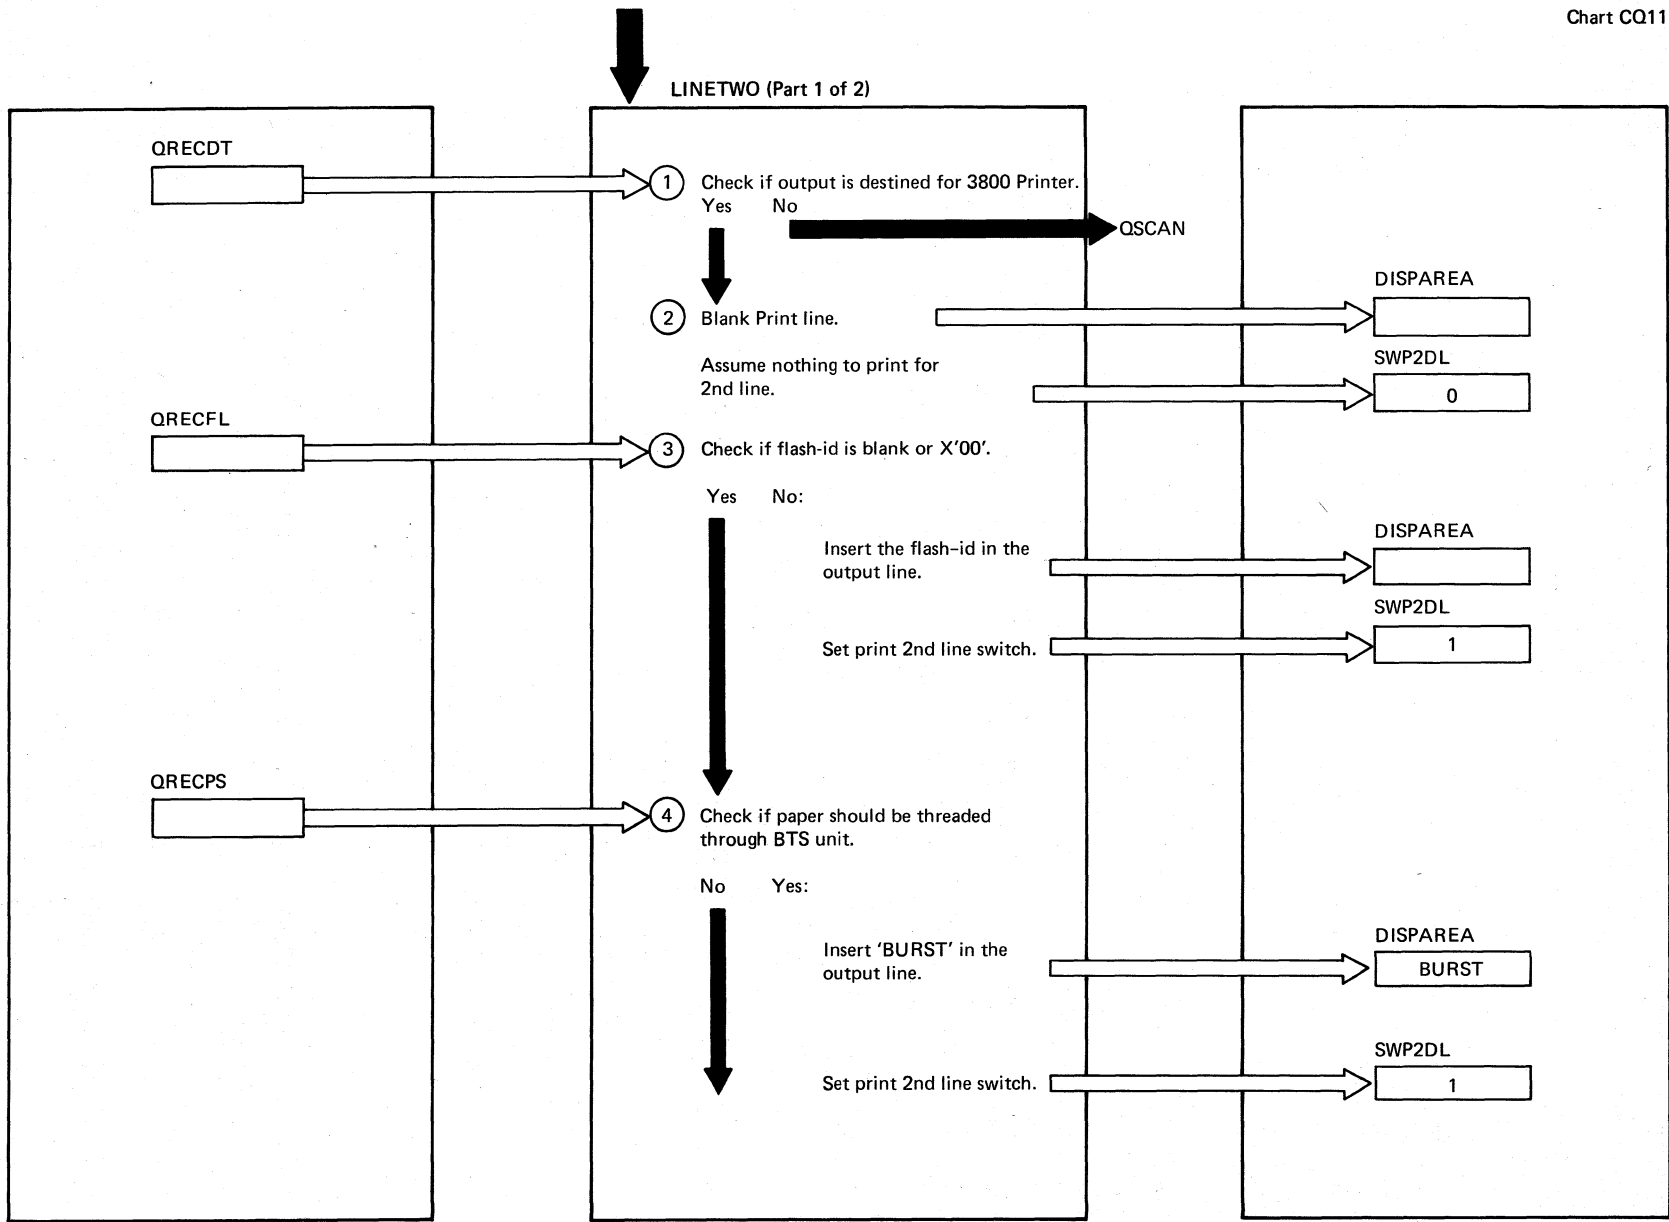 Chart CQ11
LINETWO (Part 1 of 2)
QRECDT
1 Check if output is destined for 3800 Printer.
Yes No
QSCAN
DISPAREA
2 Blank Print line.
Assume nothing to print for
2nd line.
SWP2DL
0
QRECFL
3 Check if flash-id is blank or X'00'.
Yes No:
DISPAREA
Insert the flash-id in the
output line.
SWP2DL
Set print 2nd line switch.
1
QRECPS
4 Check if paper should be threaded
through BTS unit.
No Yes:
DISPAREA
Insert 'BURST' in the
output line.
BURST
SWP2DL
Set print 2nd line switch.
1